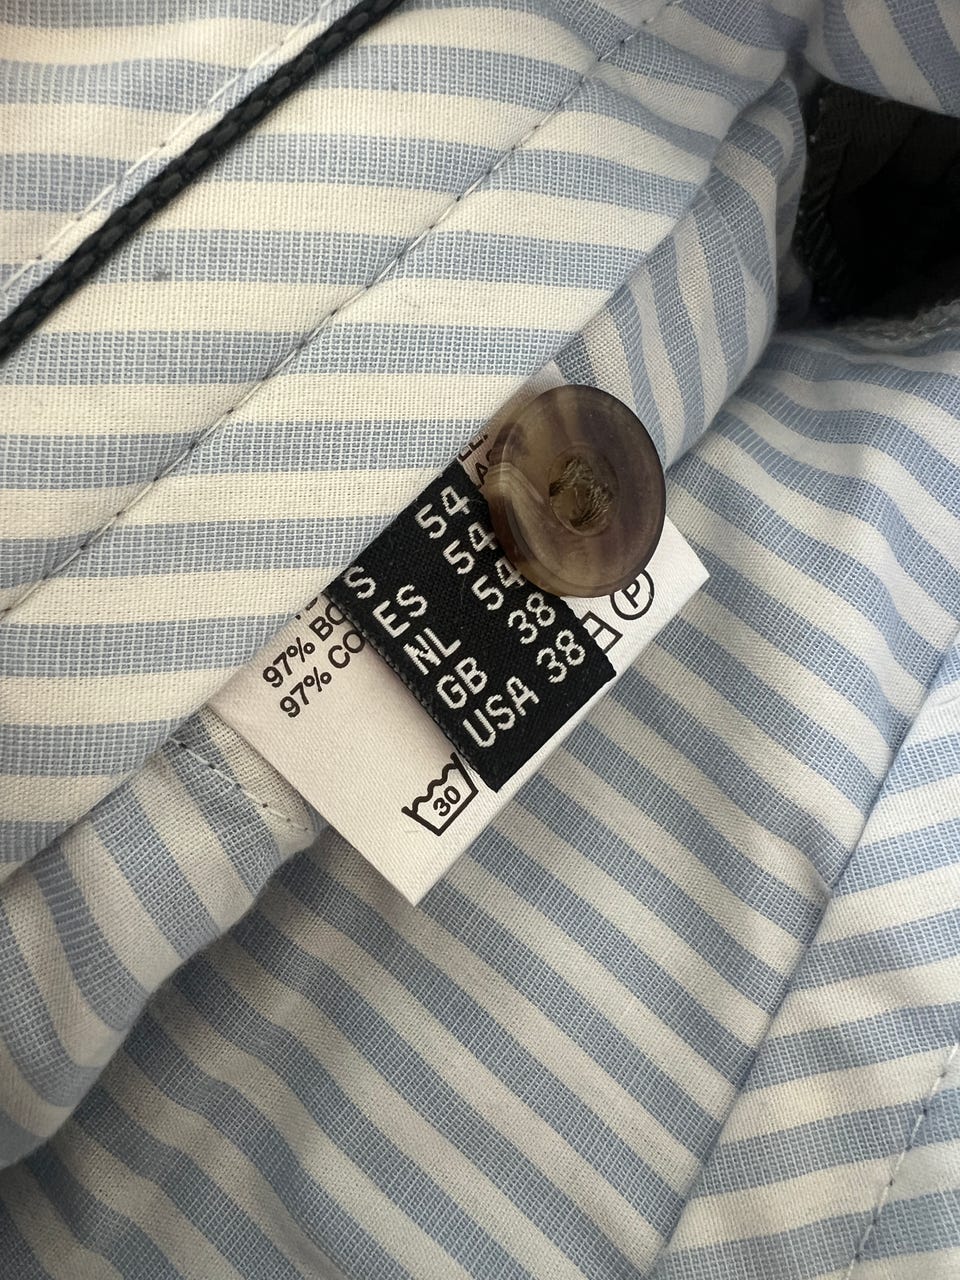 S 54
ES 54
NL 54
GB 38
USA 38
97% BO
97% CO
30
P